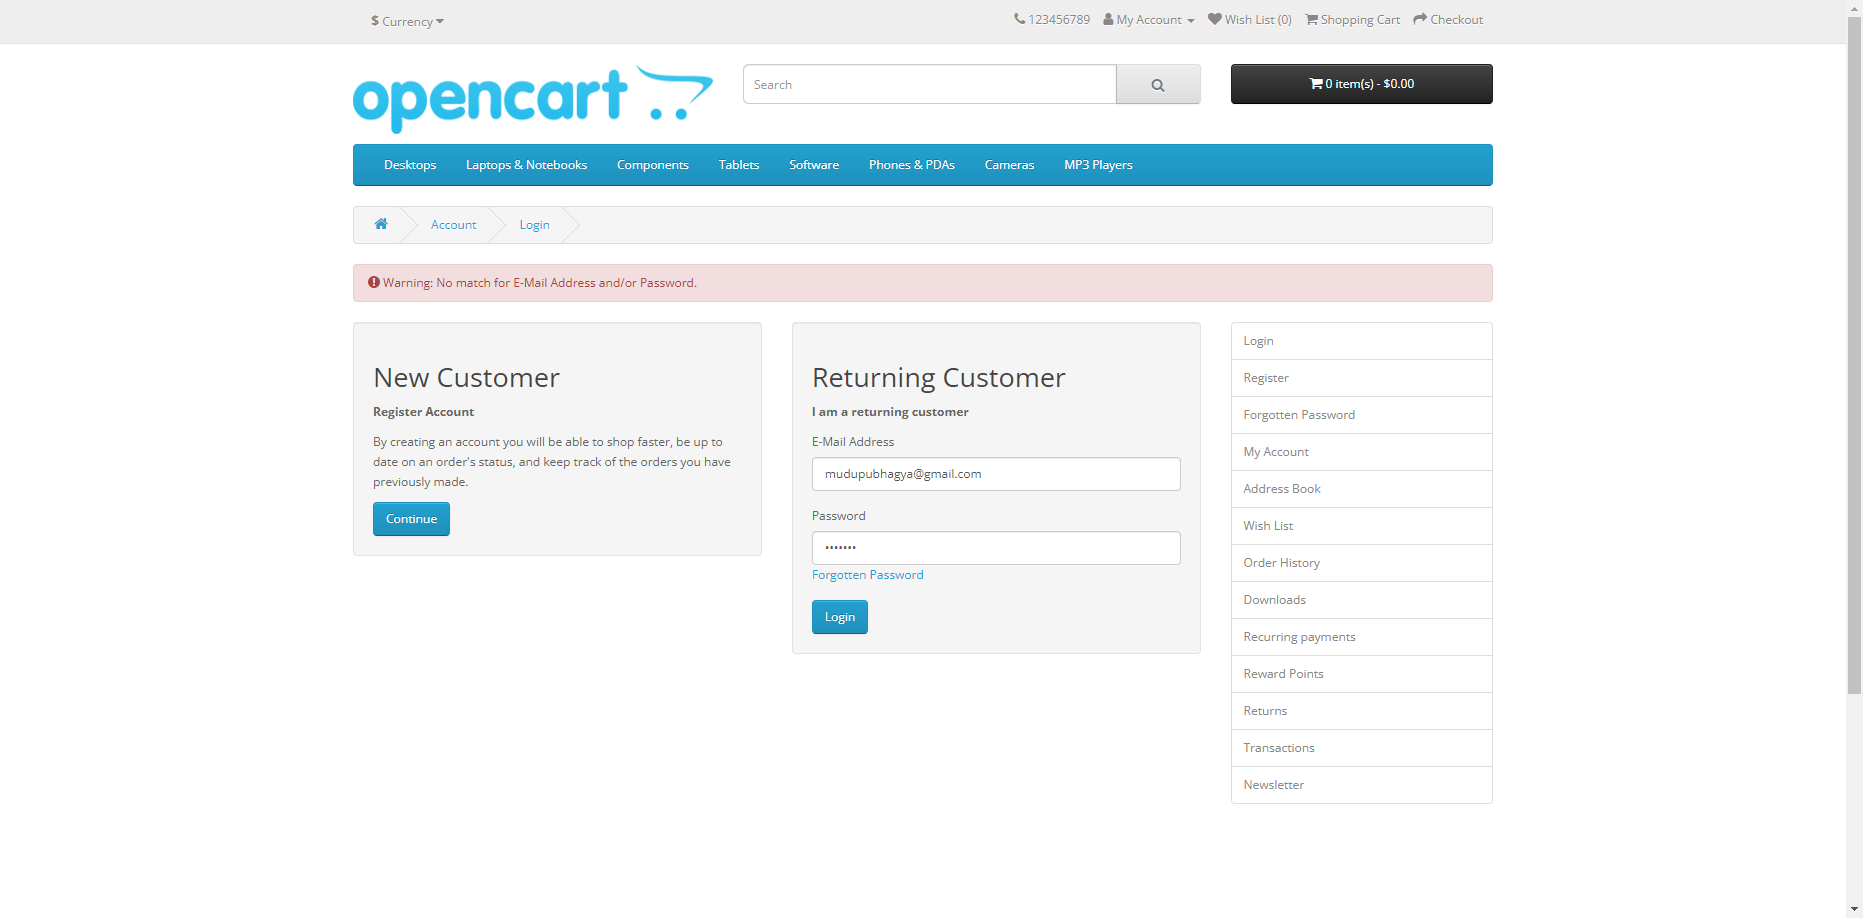 $ Currency
123456789 My Account Wish List (0) Shopping Cart Checkout
opencart
Search
0 item(s) - $0.00
Desktops Laptops & Notebooks Components Tablets Software Phones & PDAs Cameras MP3 Players
Account Login
Warning: No match for E-Mail Address and/or Password.
New Customer
Register Account
By creating an account you will be able to shop faster, be up to
date on an order's status, and keep track of the orders you have
previously made.
Continue
Returning Customer
I am a returning customer
E-Mail Address
mudupubhagya@gmail.com
Password
•••••••
Forgotten Password
Login
Login
Register
Forgotten Password
My Account
Address Book
Wish List
Order History
Downloads
Recurring payments
Reward Points
Returns
Transactions
Newsletter